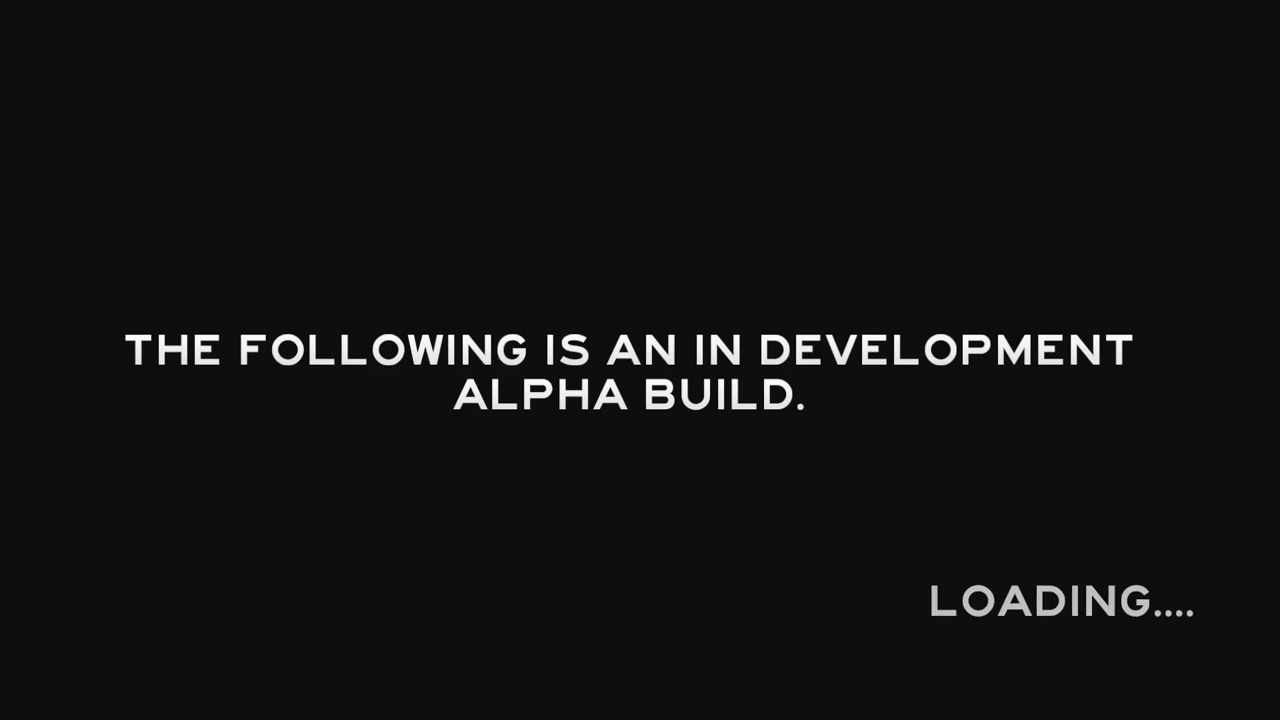 THE FOLLOWING IS AN IN DEVELOPMENT
ALPHA BUILD.
LOADING....